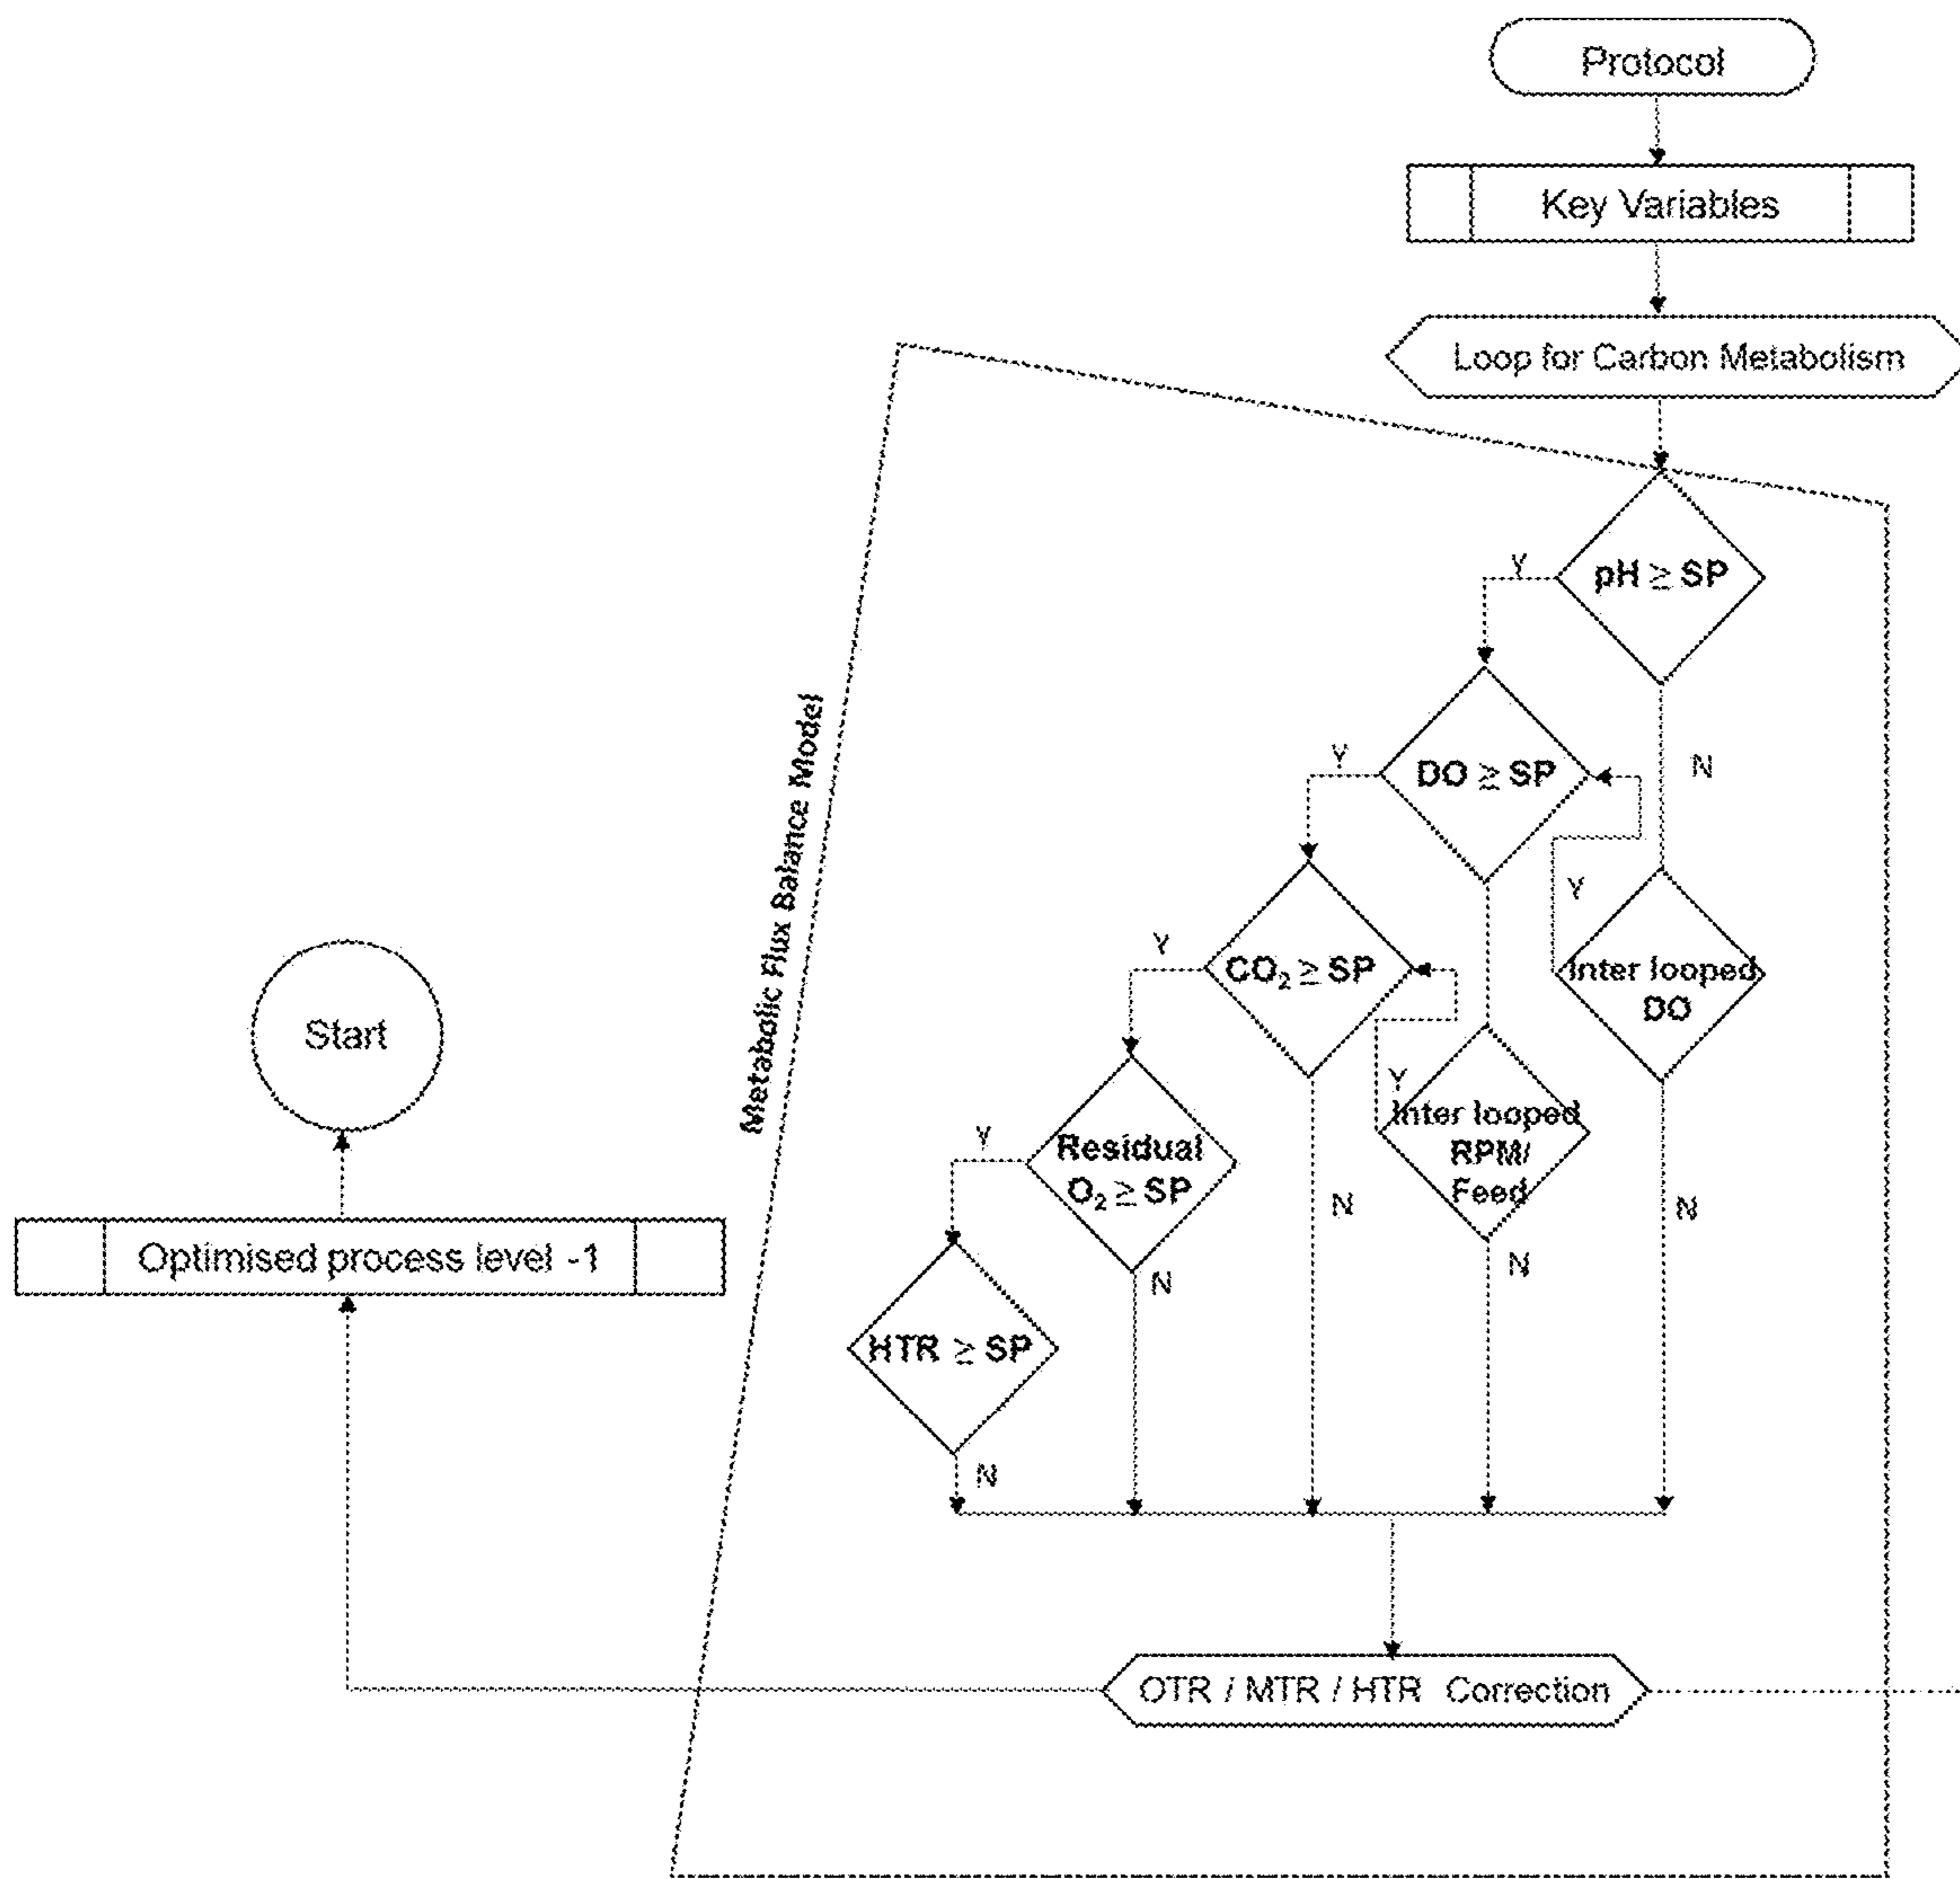 Protocol
Key Variables
Loop for Carbon Metabolism
pH ≥ SP
Y
N
DO ≥ SP
Y
Inter looped
DO
Y
N
CO₂ ≥ SP
Y
N
Inter looped
RPM/
Feed
Y
N
Residual
O₂ ≥ SP
Y
N
HTR ≥ SP
N
Metabolic Flux Balance Model
OTR / MTR / HTR Correction
Optimised process level -1
Start